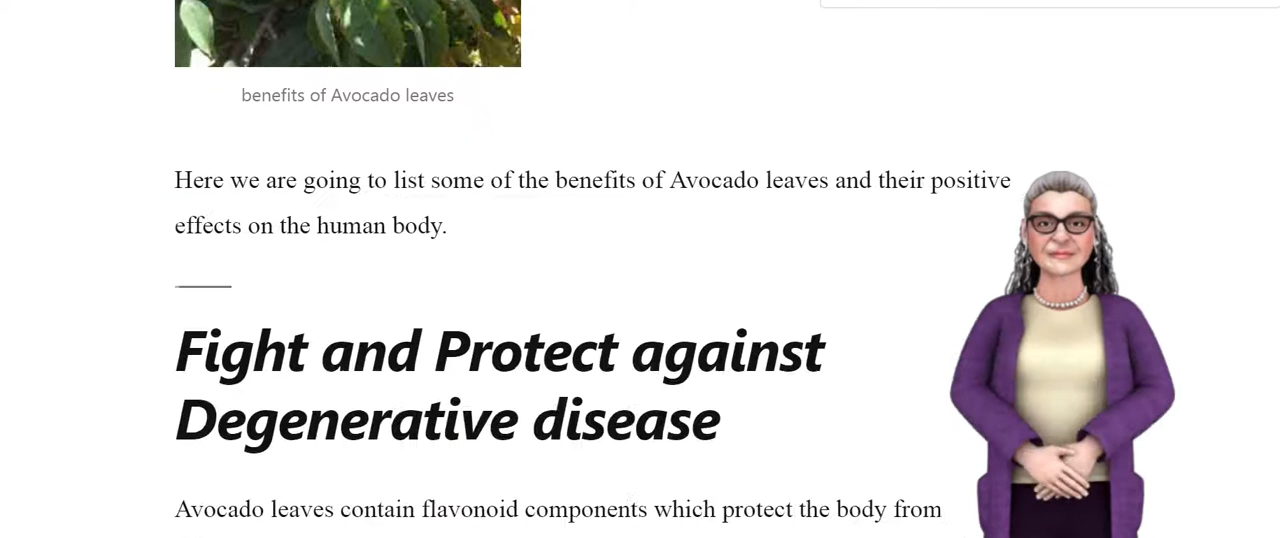 benefits of Avocado leaves
Here we are going to list some of the benefits of Avocado leaves and their positive
effects on the human body.
Fight and Protect against
Degenerative disease
Avocado leaves contain flavonoid components which protect the body from